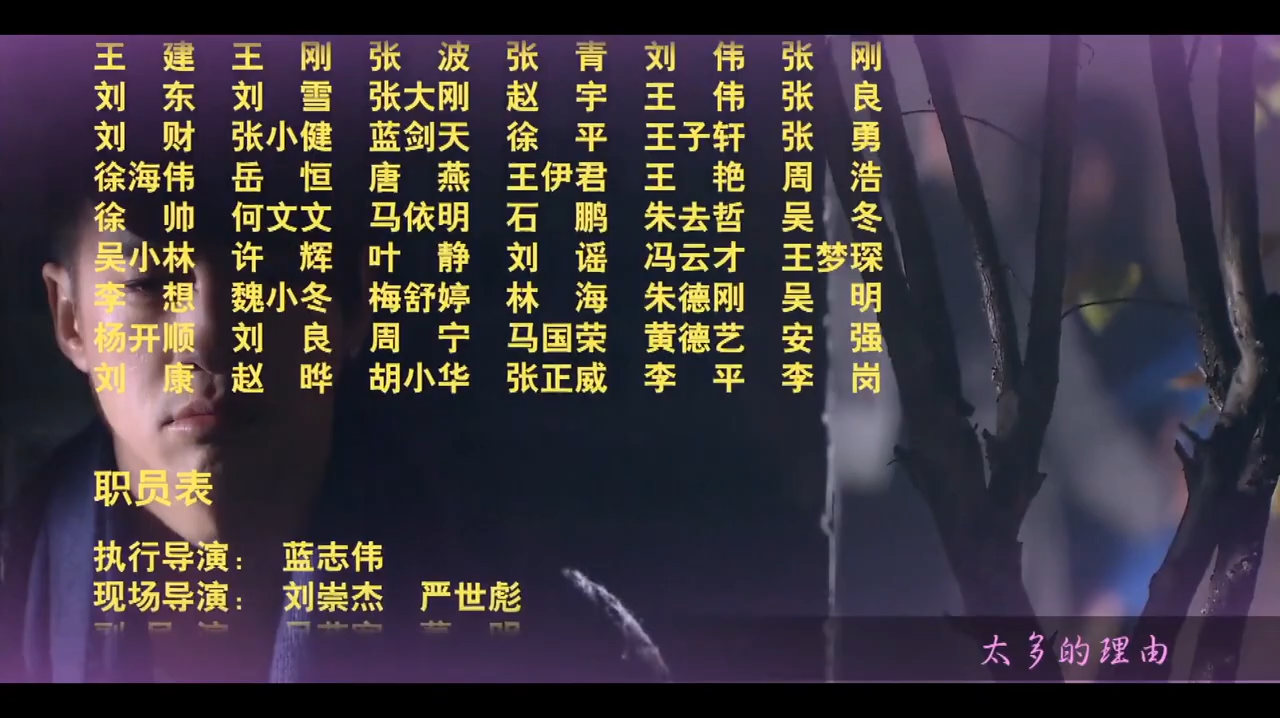 王 建 王 刚 张 波 张 青 刘 伟 张 刚
刘 东 刘 雪 张大刚 赵 宇 王 伟 张 良
刘 财 张小健 蓝剑天 徐 平 王子轩 张 勇
徐海伟 岳 恒 唐 燕 王伊君 王 艳 周 浩
徐 帅 何文文 马依明 石 鹏 朱去哲 吴 冬
吴小林 许 辉 叶 静 刘 谣 冯云才 王梦琛
李 想 魏小冬 梅舒婷 林 海 朱德刚 吴 明
杨开顺 刘 良 周 宁 马国荣 黄德艺 安 强
刘 康 赵 晔 胡小华 张正威 李 平 李 岗
职员表
执行导演： 蓝志伟
现场导演： 刘崇杰 严世彪
太多的理由